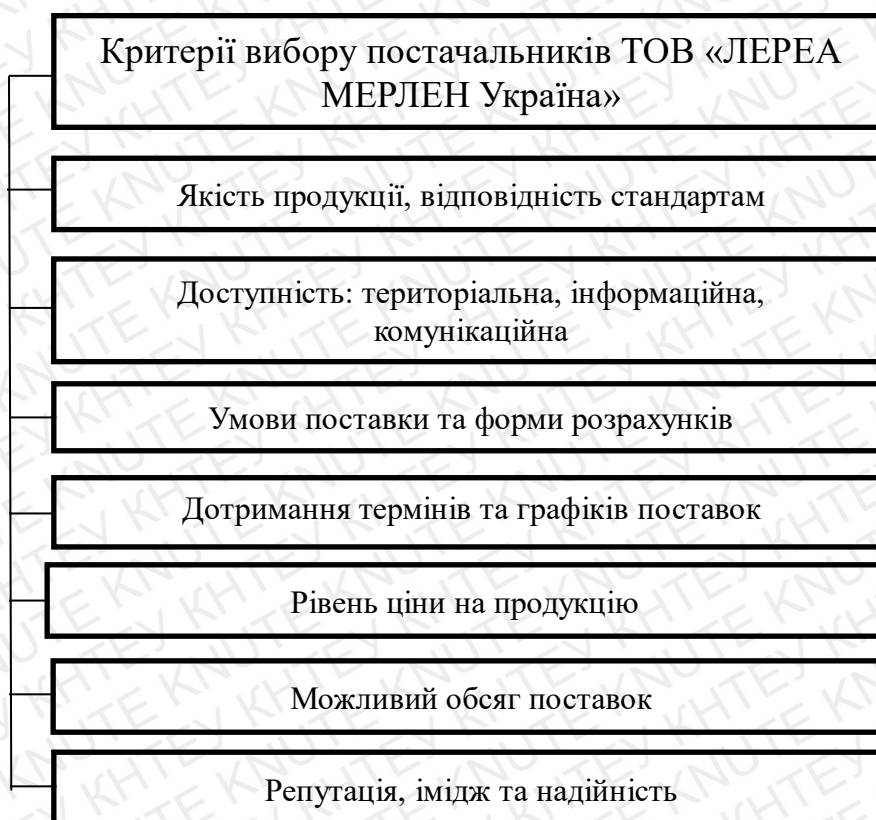 Критерії вибору постачальників ТОВ «ЛЕРЕА
МЕРЛЕН Україна»
Якість продукції, відповідність стандартам
Доступність: територіальна, інформаційна,
комунікаційна
Умови поставки та форми розрахунків
Дотримання термінів та графіків поставок
Рівень ціни на продукцію
Можливий обсяг поставок
Репутація, імідж та надійність